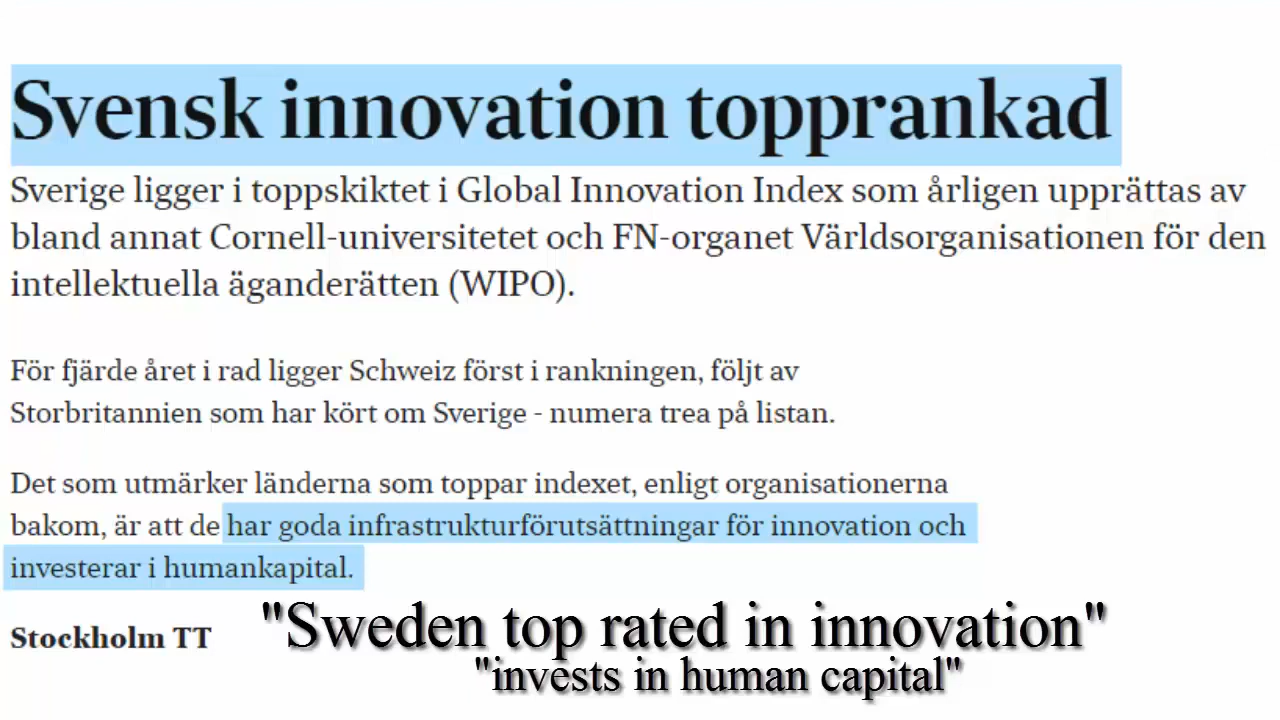 Svensk innovation topprankad
Sverige ligger i toppskiktet i Global Innovation Index som årligen upprättas av
bland annat Cornell-universitetet och FN-organet Världsorganisationen för den
intellektuella äganderätten (WIPO).
För fjärde året i rad ligger Schweiz först i rankningen, följt av
Storbritannien som har kört om Sverige - numera trea på listan.
Det som utmärker länderna som toppar indexet, enligt organisationerna
bakom, är att de har goda infrastrukturförutsättningar för innovation och
investerar i humankapital.
Stockholm TT
"Sweden top rated in innovation"
"invests in human capital"